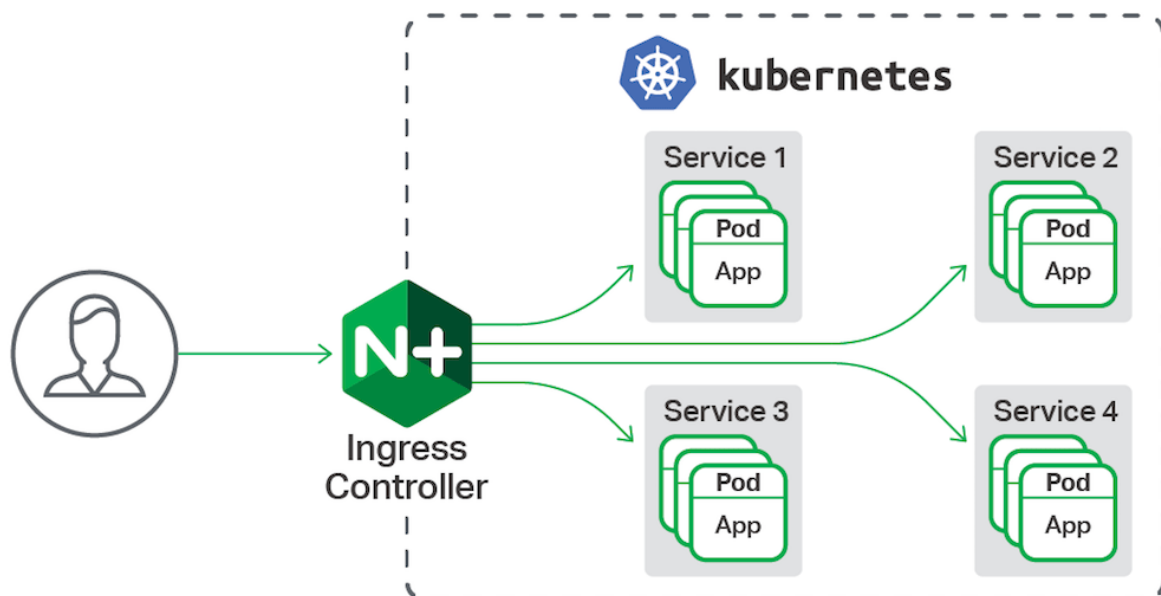 kubernetes
Service 1
Pod
App
Service 2
Pod
App
N+
Ingress
Controller
Service 3
Pod
App
Service 4
Pod
App